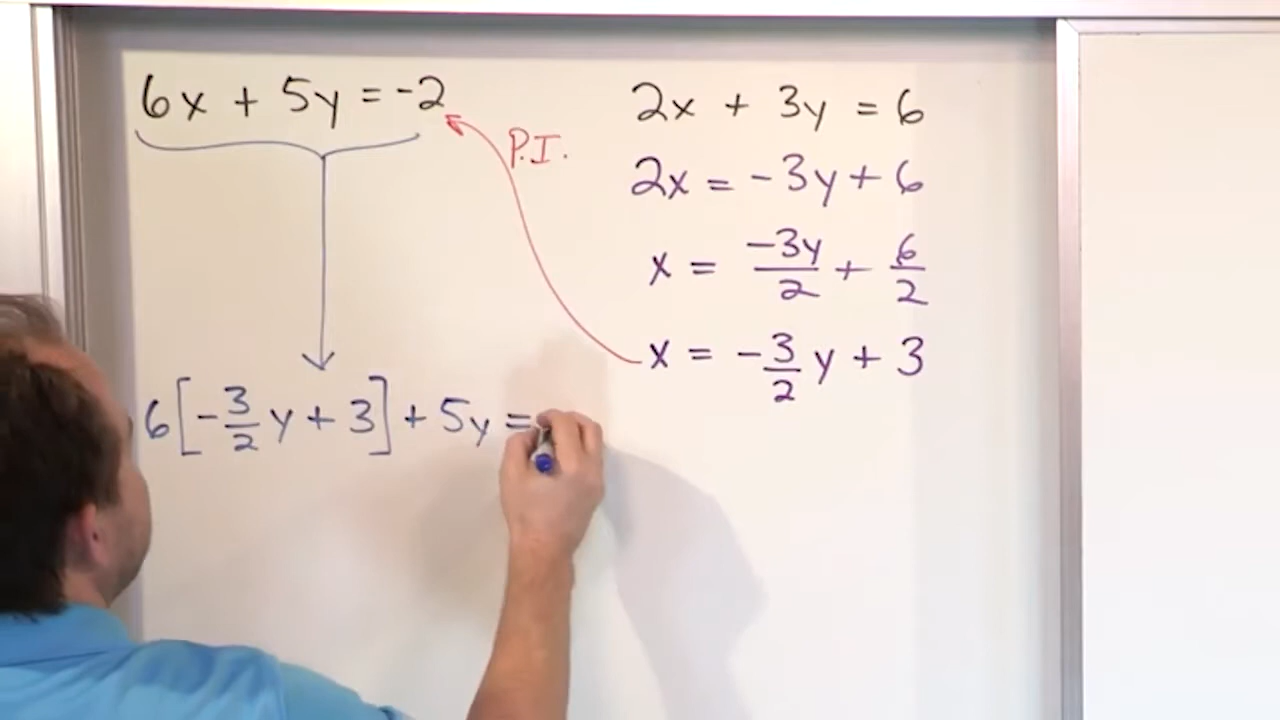 6x + 5y = -2
P.I.
6[-3/2 y + 3] + 5y =
2x + 3y = 6
2x = -3y + 6
x = -3y/2 + 6/2
x = -3/2 y + 3